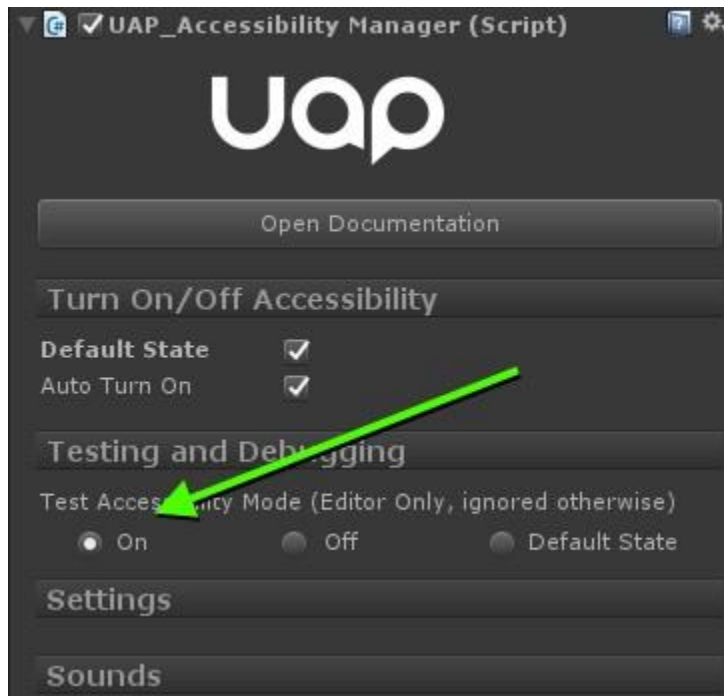 UAP_Accessibility Manager (Script)
uap
Open Documentation
Turn On/Off Accessibility
Default State
Auto Turn On
Testing and Debugging
Test Accessibility Mode (Editor Only, ignored otherwise)
On Off Default State
Settings
Sounds